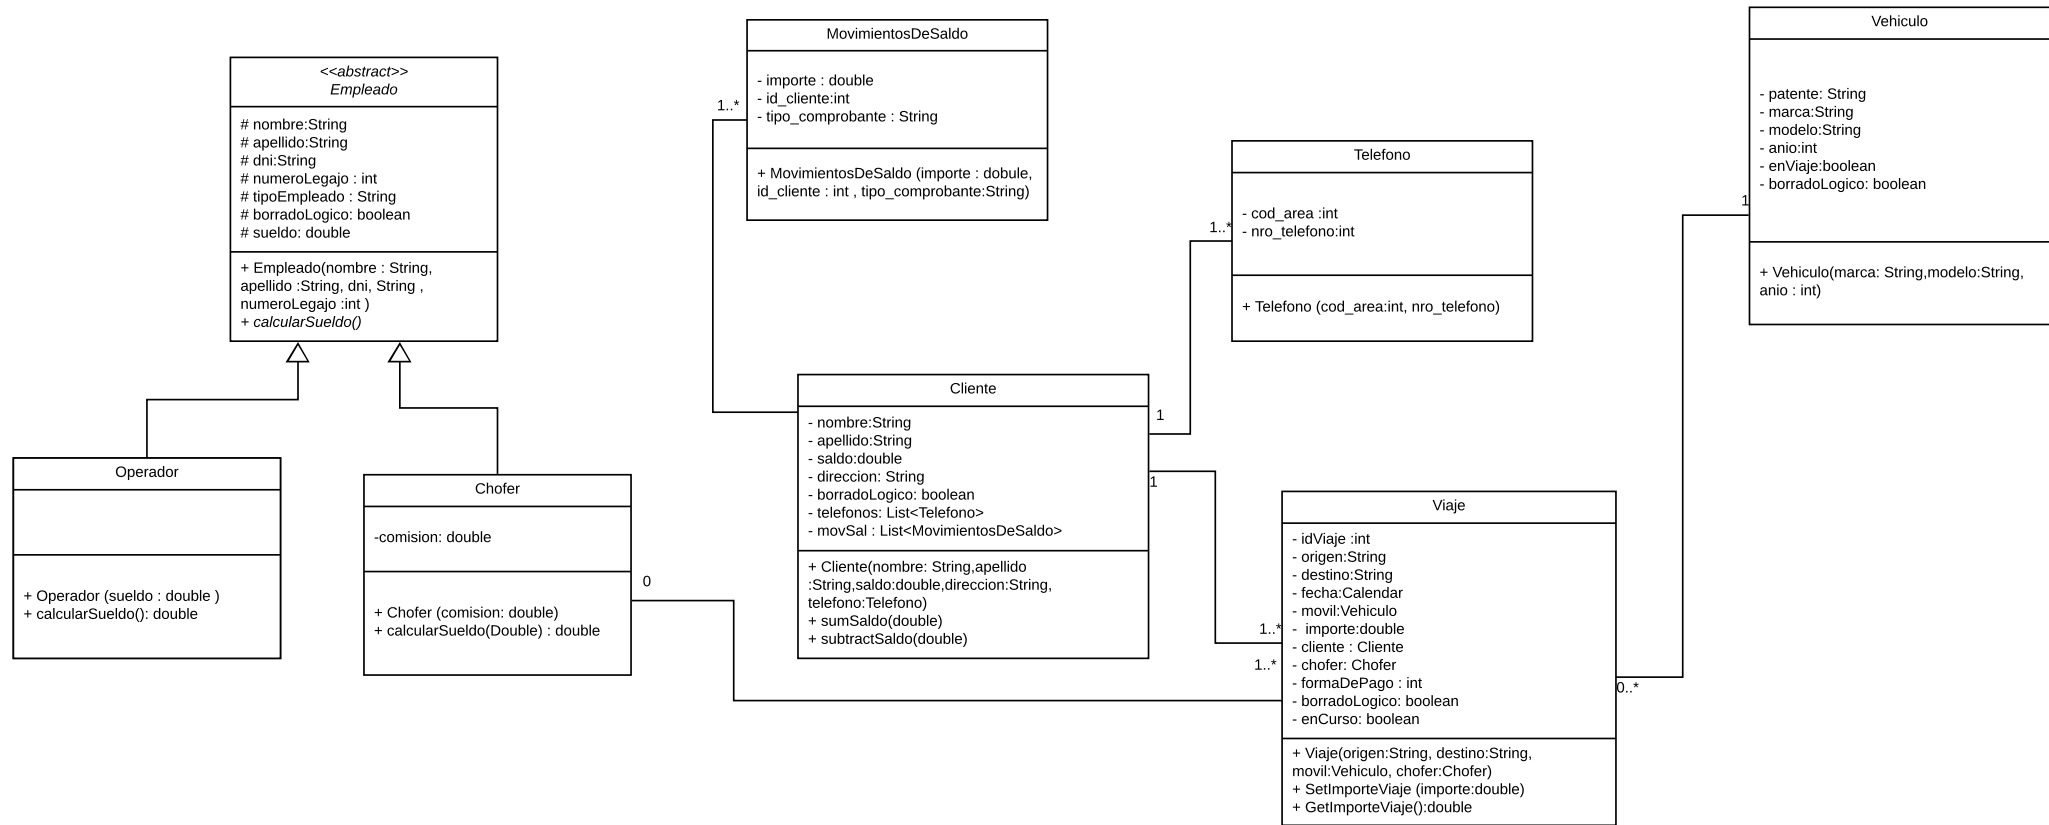 <<abstract>>
Empleado
# nombre:String
# apellido:String
# dni:String
# numeroLegajo : int
# tipoEmpleado : String
# borradoLogico: boolean
# sueldo: double
+ Empleado(nombre : String,
apellido :String, dni, String ,
numeroLegajo :int )
+ calcularSueldo()
Operador
+ Operador (sueldo : double )
+ calcularSueldo(): double
Chofer
-comision: double
+ Chofer (comision: double)
+ calcularSueldo(Double) : double
0
MovimientosDeSaldo
- importe : double
- id_cliente:int
- tipo_comprobante : String
+ MovimientosDeSaldo (importe : dobule,
id_cliente : int , tipo_comprobante:String)
1..*
Telefono
- cod_area :int
- nro_telefono:int
+ Telefono (cod_area:int, nro_telefono)
1..*
Cliente
- nombre:String
- apellido:String
- saldo:double
- direccion: String
- borradoLogico: boolean
- telefonos: List<Telefono>
- movSal : List<MovimientosDeSaldo>
+ Cliente(nombre: String,apellido
:String,saldo:double,direccion:String,
telefono:Telefono)
+ sumSaldo(double)
+ subtractSaldo(double)
1
1
Vehiculo
- patente: String
- marca:String
- modelo:String
- anio:int
- enViaje:boolean
- borradoLogico: boolean
+ Vehiculo(marca: String,modelo:String,
anio : int)
1
Viaje
- idViaje :int
- origen:String
- destino:String
- fecha:Calendar
- movil:Vehiculo
-  importe:double
- cliente : Cliente
- chofer: Chofer
- formaDePago : int
- borradoLogico: boolean
- enCurso: boolean
+ Viaje(origen:String, destino:String,
movil:Vehiculo, chofer:Chofer)
+ SetImporteViaje (importe:double)
+ GetImporteViaje():double
1..*
1..*
0..*